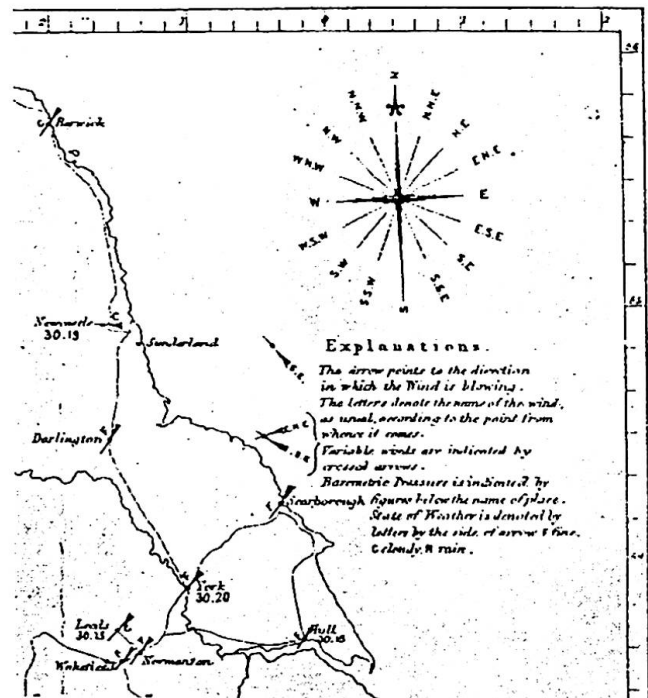 N
N.N.W
N.N.E
N.W
N.E
W.N.W
E.N.E
W
E
W.S.W
E.S.E
S.W
S.E
S.S.W
S.S.E
S
Berwick
Newcastle
30.19
Sunderland
Darlington
Scarborough
York
30.20
Leeds
30.25
Wakefield
Normanton
Hull
Explanations.
The arrow points to the direction
in which the Wind is blowing.
The letters denote the name of the wind,
as usual, according to the point from
whence it comes.
Variable winds are indicated by
crossed arrows.
Barometric Pressure is indicated by
figures below the name of place.
State of Weather is denoted by
letters by the side of arrow F fine,
C cloudy, R rain.